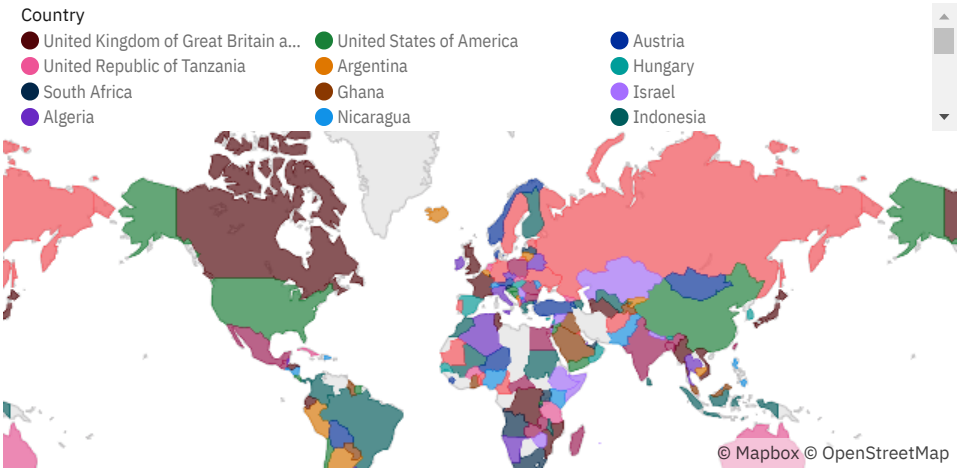 Country
United Kingdom of Great Britain a...
United States of America
Austria
United Republic of Tanzania
Argentina
Hungary
South Africa
Ghana
Israel
Algeria
Nicaragua
Indonesia
© Mapbox © OpenStreetMap